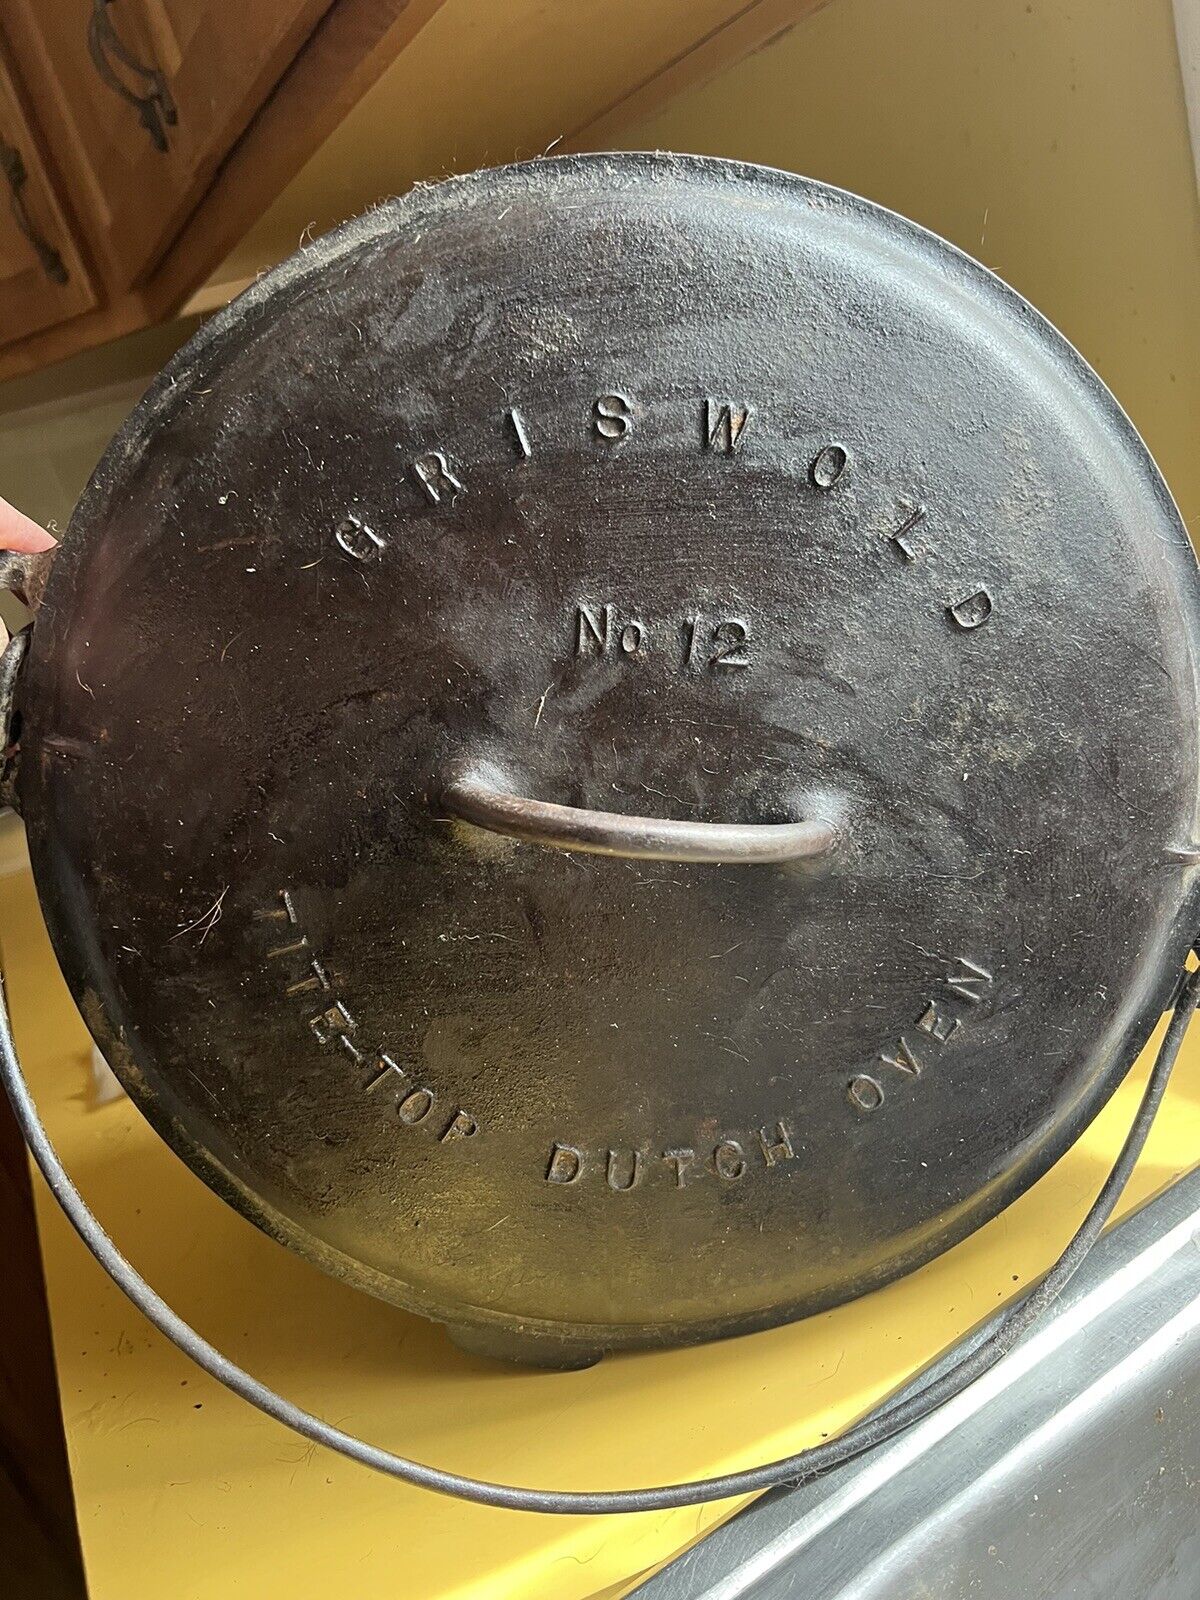 GRISWOLD
No 12
TITE-TOP DUTCH OVEN